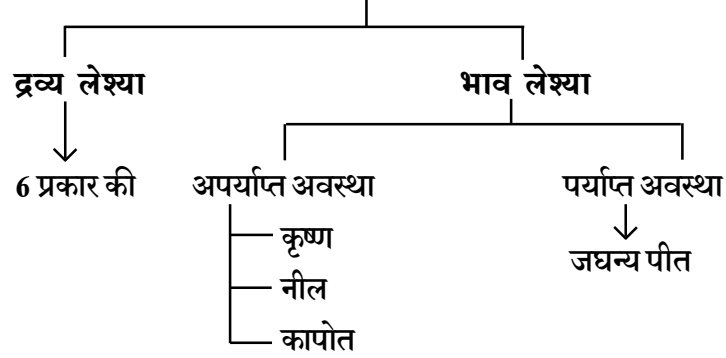 द्रव्य लेश्या भाव लेश्या
6 प्रकार की अपर्याप्त अवस्था पर्याप्त अवस्था
कृष्ण
जघन्य पीत
नील
कापोत